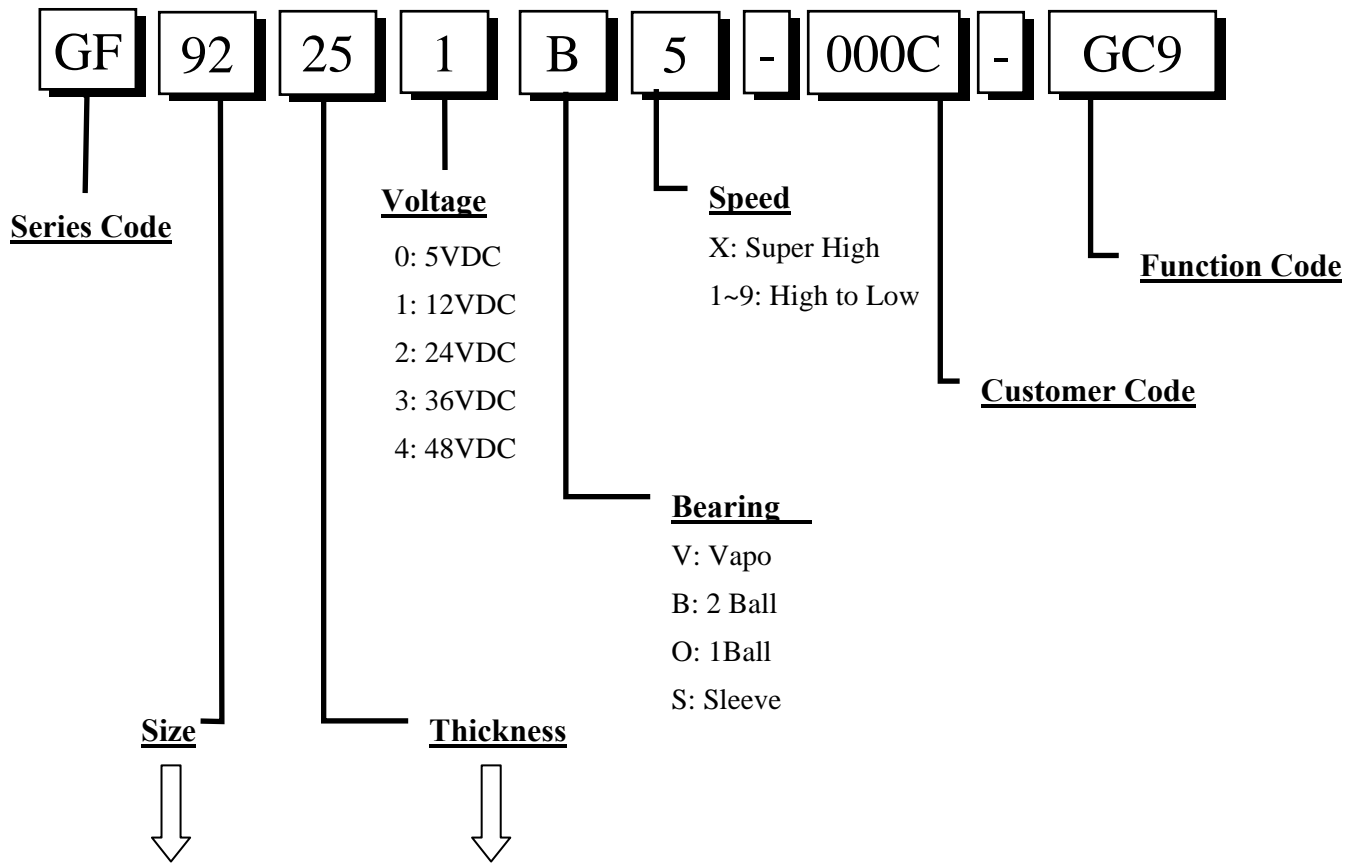 GF 92 25 1 B 5 - 000C - GC9
Series Code
Voltage
0: 5VDC
1: 12VDC
2: 24VDC
3: 36VDC
4: 48VDC
Speed
X: Super High
1~9: High to Low
Function Code
Customer Code
Bearing
V: Vapo
B: 2 Ball
O: 1Ball
S: Sleeve
Size
Thickness